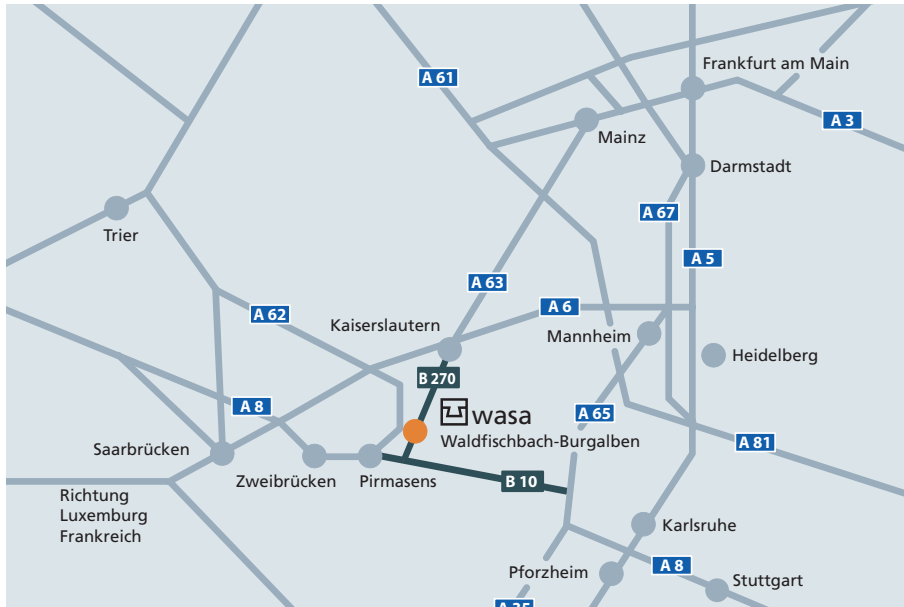 Frankfurt am Main
A 61
A 3
Mainz
Darmstadt
A 67
Trier
A 5
A 63
A 62
A 6
Kaiserslautern
Mannheim
Heidelberg
B 270
wasa
A 8
A 65
Waldfischbach-Burgalben
A 81
Saarbrücken
Zweibrücken
Pirmasens
B 10
Richtung
Luxemburg
Frankreich
Karlsruhe
A 8
Pforzheim
Stuttgart